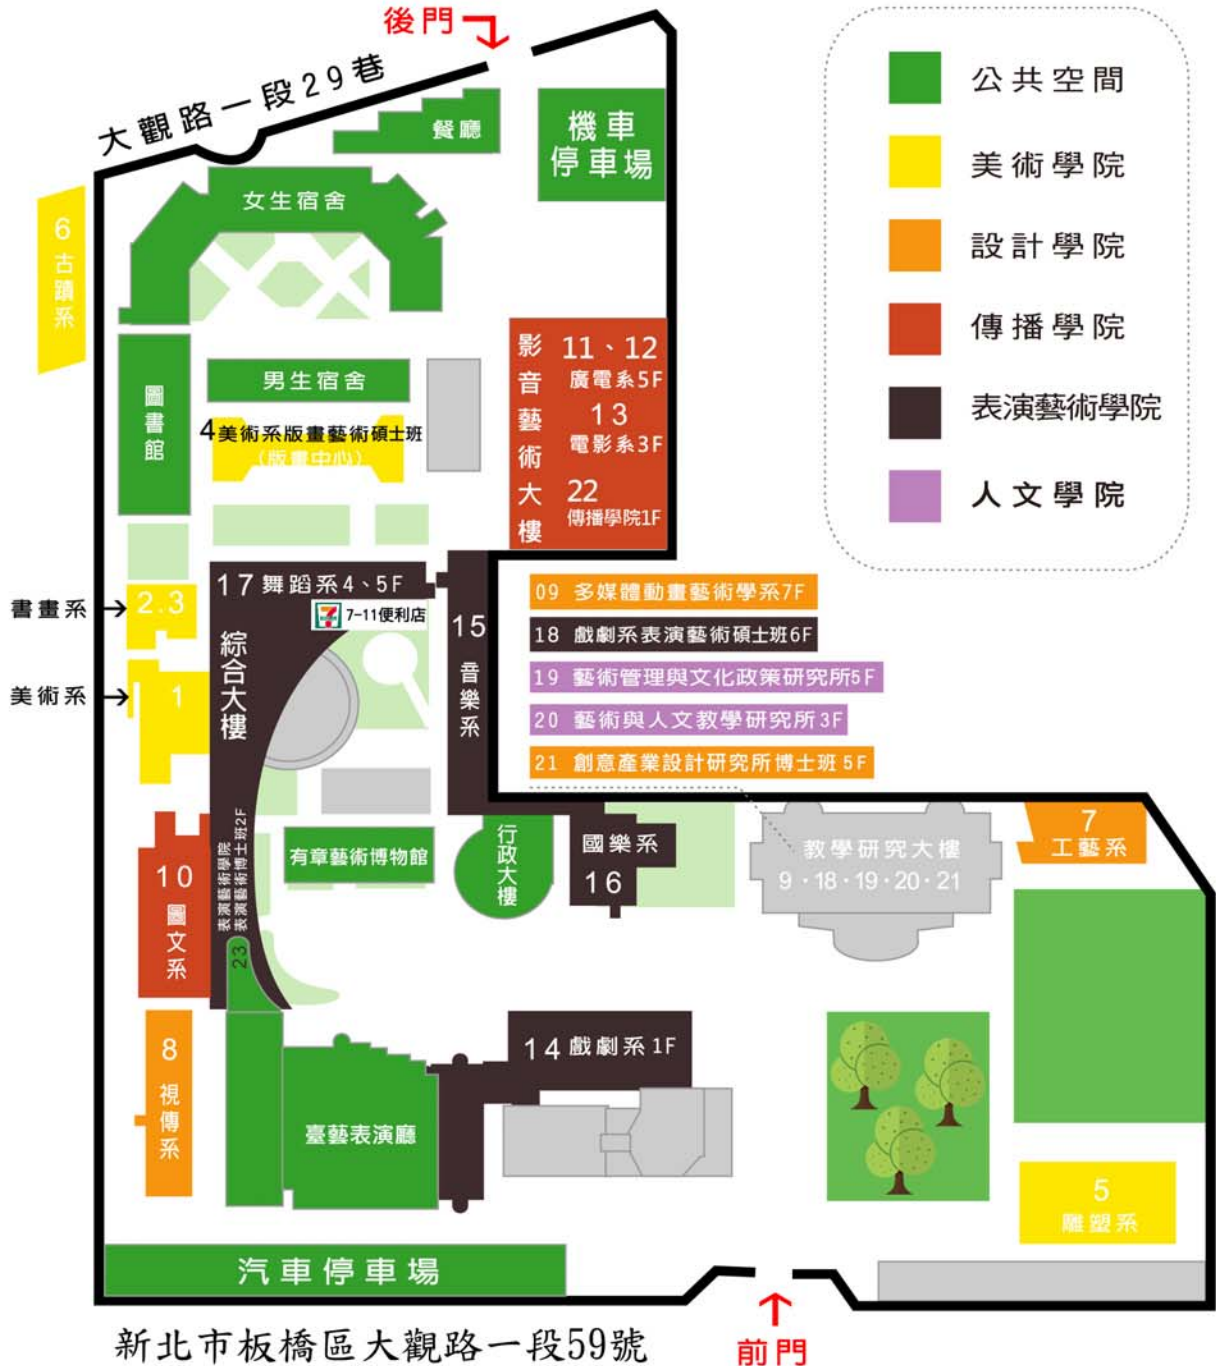 後門
大觀路一段29巷
餐廳
機車
停車場
女生宿舍
6
古蹟系
圖書館
男生宿舍
4美術系版畫藝術碩士班
(版畫中心)
影音藝術大樓
11、12
廣電系5F
13
電影系3F
22
傳播學院1F
公共空間
美術學院
設計學院
傳播學院
表演藝術學院
人文學院
書畫系
2.3
美術系
1
17 舞蹈系4、5F
7-11便利店
綜合大樓
15
音樂系
09 多媒體動畫藝術學系7F
18 戲劇系表演藝術碩士班6F
19 藝術管理與文化政策研究所5F
20 藝術與人文教學研究所3F
21 創意產業設計研究所博士班5F
表演藝術學院
表演藝術博士班2F
23
10
圖文系
有章藝術博物館
行政大樓
國樂系
16
教學研究大樓
9·18·19·20·21
7
工藝系
8
視傳系
臺藝表演廳
14 戲劇系1F
5
雕塑系
汽車停車場
前門
新北市板橋區大觀路一段59號